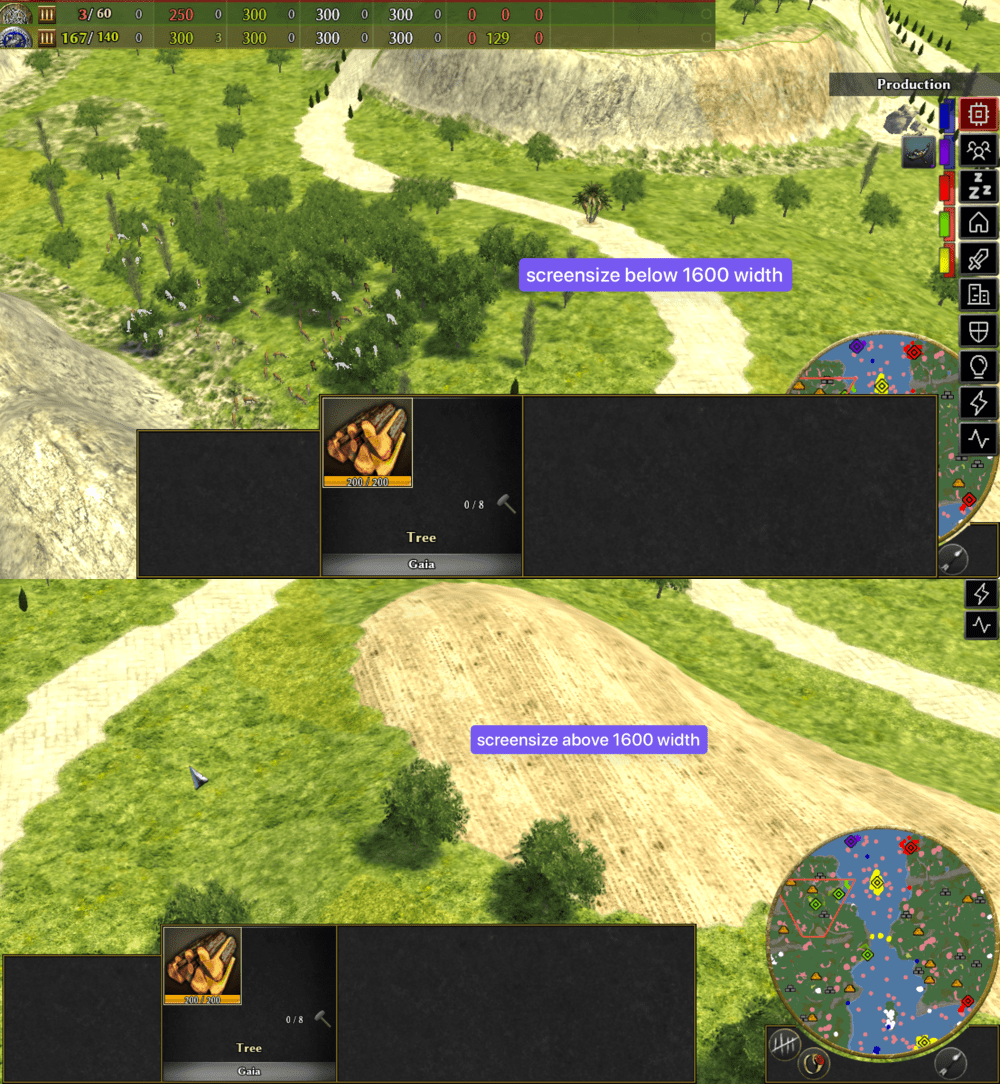 III 3/ 60 0 250 0 300 0 300 0 300 0 0 0 0
III 167/ 140 0 300 3 300 0 300 0 300 0 0 129 0
Production
z z z
screensize below 1600 width
200 / 200
0 / 8
Tree
Gaia
screensize above 1600 width
200 / 200
0 / 8
Tree
Gaia